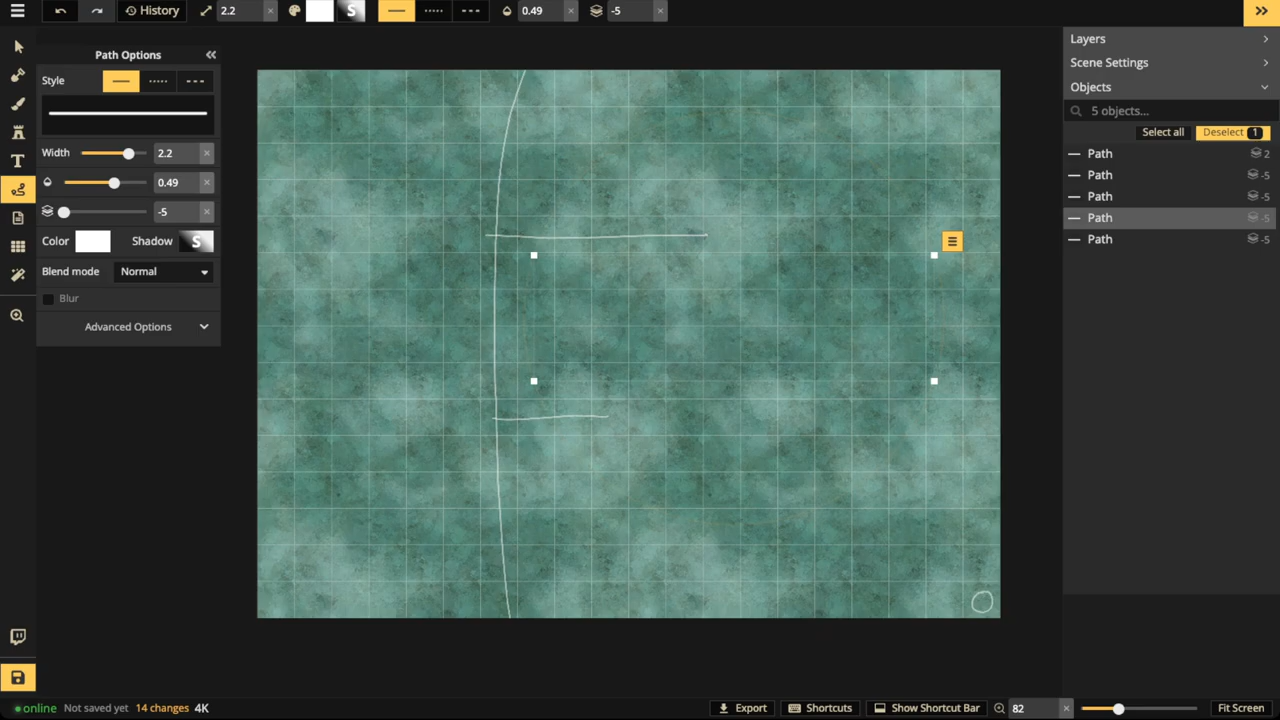 History 2.2 × S 0.49 × -5 ×
Path Options
Style
Width 2.2 ×
0.49 ×
-5 ×
Color Shadow S
Blend mode Normal
Blur
Advanced Options
Layers
Scene Settings
Objects
5 objects...
Select all Deselect 1
Path 2
Path -5
Path -5
Path -5
Path -5
online Not saved yet 14 changes 4K Export Shortcuts Show Shortcut Bar 82 × Fit Screen